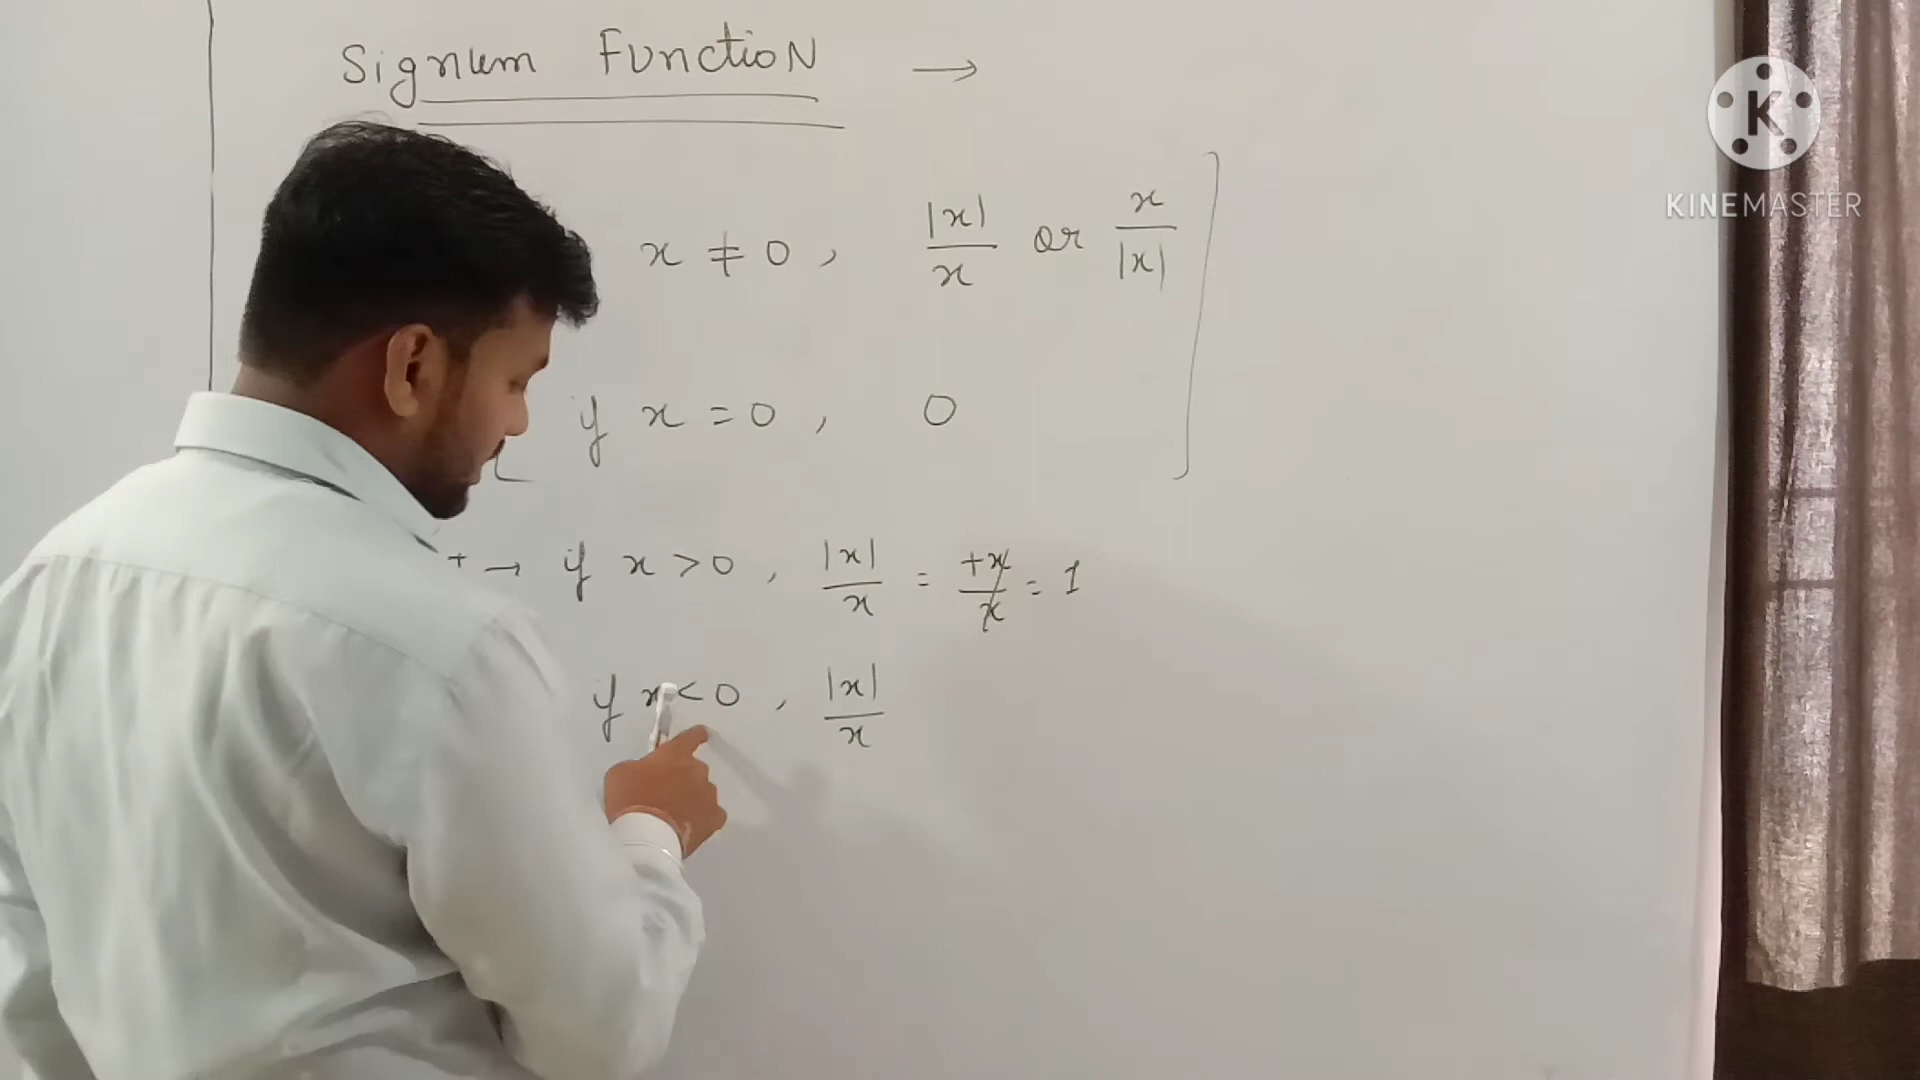 Signum Function →
x ≠ 0 , |x|/x or x/|x|
if x = 0 , 0
+ → if x > 0 , |x|/x = +x/x = 1
if x < 0 , |x|/x
K
KINEMASTER